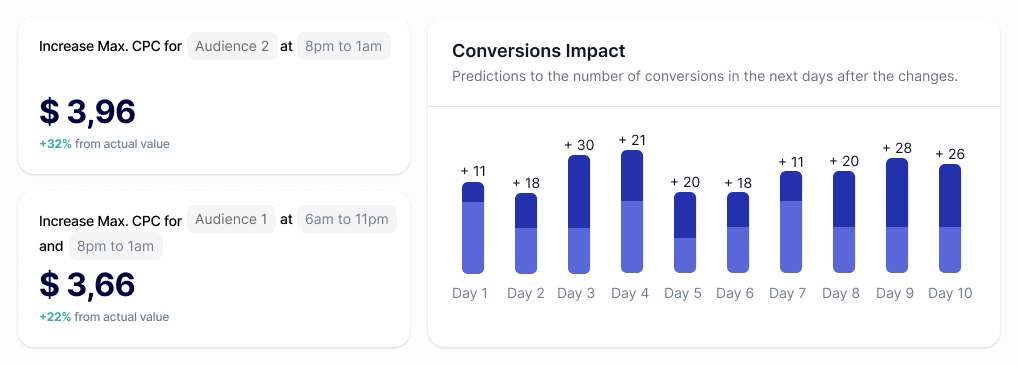 Increase Max. CPC for Audience 2 at 8pm to 1am
$ 3,96
+32% from actual value
Increase Max. CPC for Audience 1 at 6am to 11pm
and 8pm to 1am
$ 3,66
+22% from actual value
Conversions Impact
Predictions to the number of conversions in the next days after the changes.
+ 11
+ 18
+ 30
+ 21
+ 20
+ 18
+ 11
+ 20
+ 28
+ 26
Day 1 Day 2 Day 3 Day 4 Day 5 Day 6 Day 7 Day 8 Day 9 Day 10